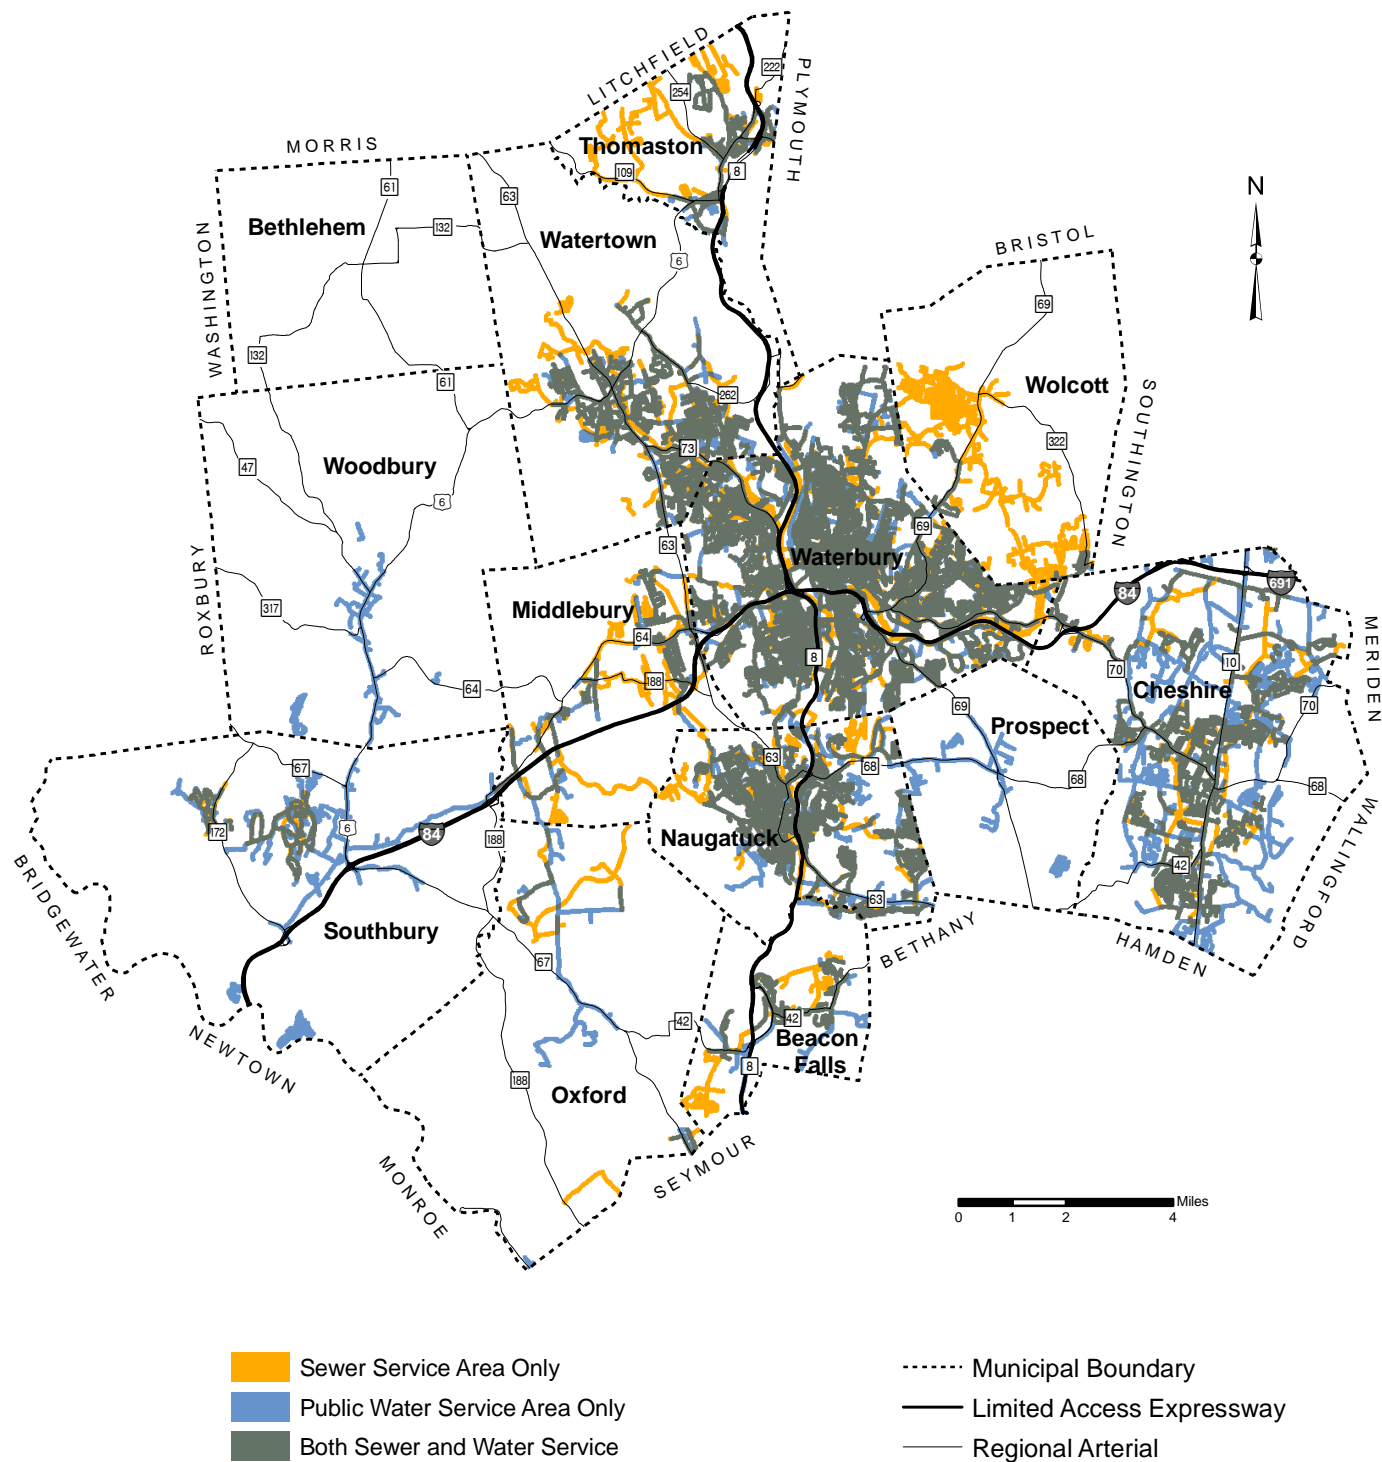 LITCHFIELD
PLYMOUTH
222
254
Thomaston
109
8
MORRIS
61
63
Bethlehem
132
Watertown
6
WASHINGTON
N
BRISTOL
69
132
61
262
Wolcott
SOUTHINGTON
322
73
47
Woodbury
6
69
63
Waterbury
ROXBURY
317
Middlebury
84
691
64
8
10
MERIDEN
70
Cheshire
64
188
69
Prospect
70
67
63
68
68
68
6
84
172
188
Naugatuck
WALLINGFORD
BRIDGEWATER
42
63
Southbury
BETHANY
HAMDEN
67
42
42
Beacon
Falls
NEWTOWN
8
188
Oxford
MONROE
SEYMOUR
Miles
0 1 2 4
Sewer Service Area Only
Public Water Service Area Only
Both Sewer and Water Service
Municipal Boundary
Limited Access Expressway
Regional Arterial